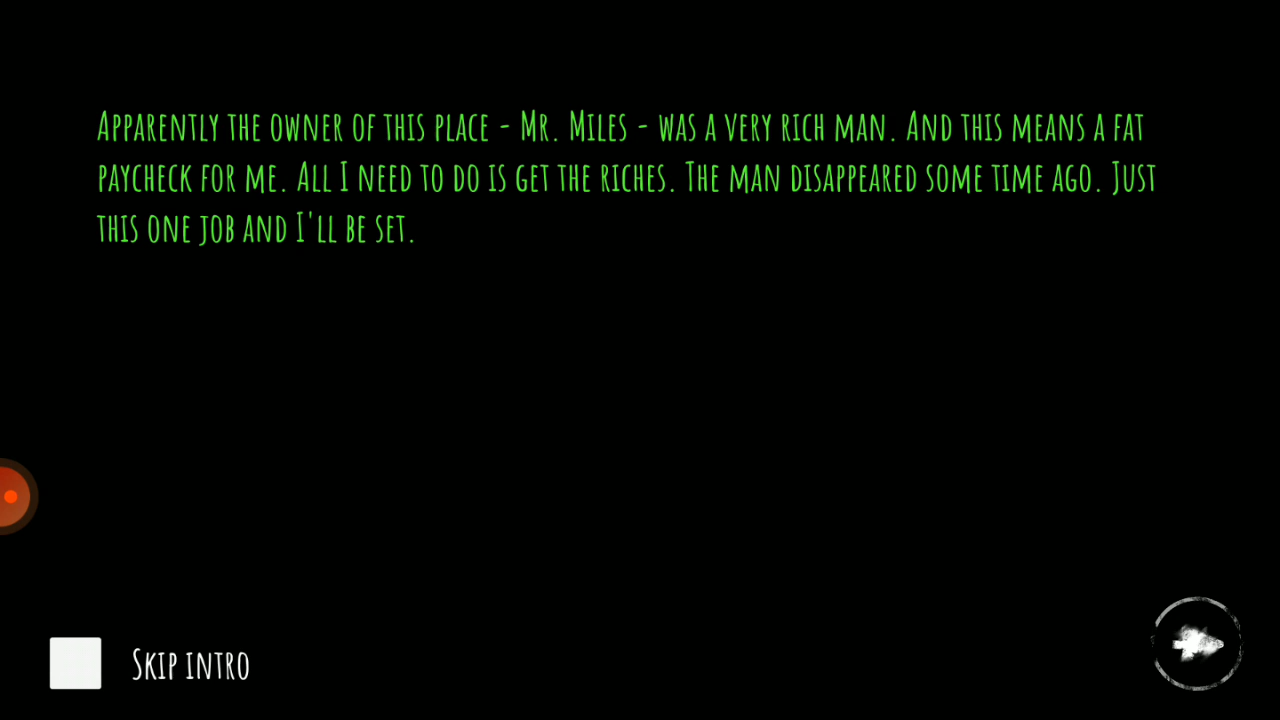 Apparently the owner of this place - Mr. Miles - was a very rich man. And this means a fat
paycheck for me. All I need to do is get the riches. The man disappeared some time ago. Just
this one job and I'll be set.
Skip intro